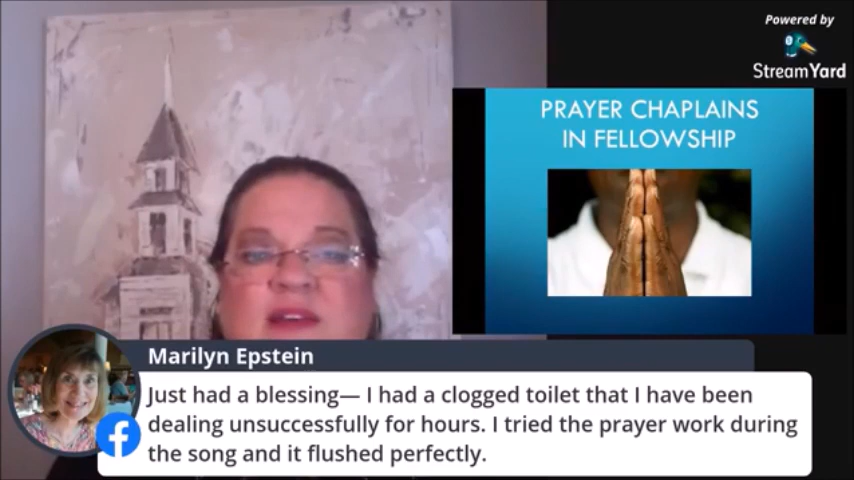 Powered by
StreamYard
PRAYER CHAPLAINS
IN FELLOWSHIP
Marilyn Epstein
Just had a blessing— I had a clogged toilet that I have been
dealing unsuccessfully for hours. I tried the prayer work during
the song and it flushed perfectly.